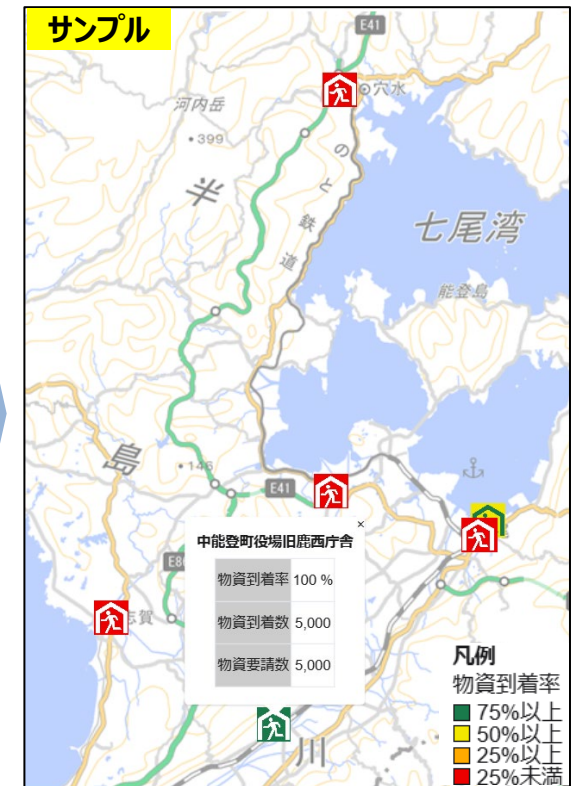 サンプル
E41
穴水
河内岳
399
の
と
鉄
道
半
七尾湾
能登島
島
146
E41
×
中能登町役場旧鹿西庁舎
E86
物資到着率 100 %
物資到着数 5,000
物資要請数 5,000
志賀
川
凡例
物資到着率
75%以上
50%以上
25%以上
25%未満